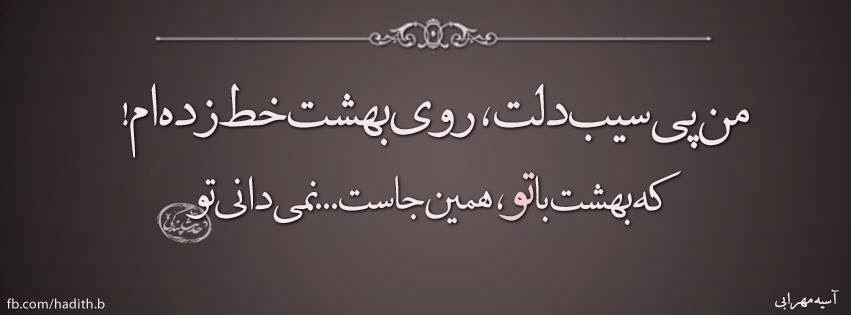 من پی سیب دلت، روی بهشت خط زده‌ام!
که بهشت با تو، همین جاست...نمی دانی تو
fb.com/hadith.b
آسیه مهرابی